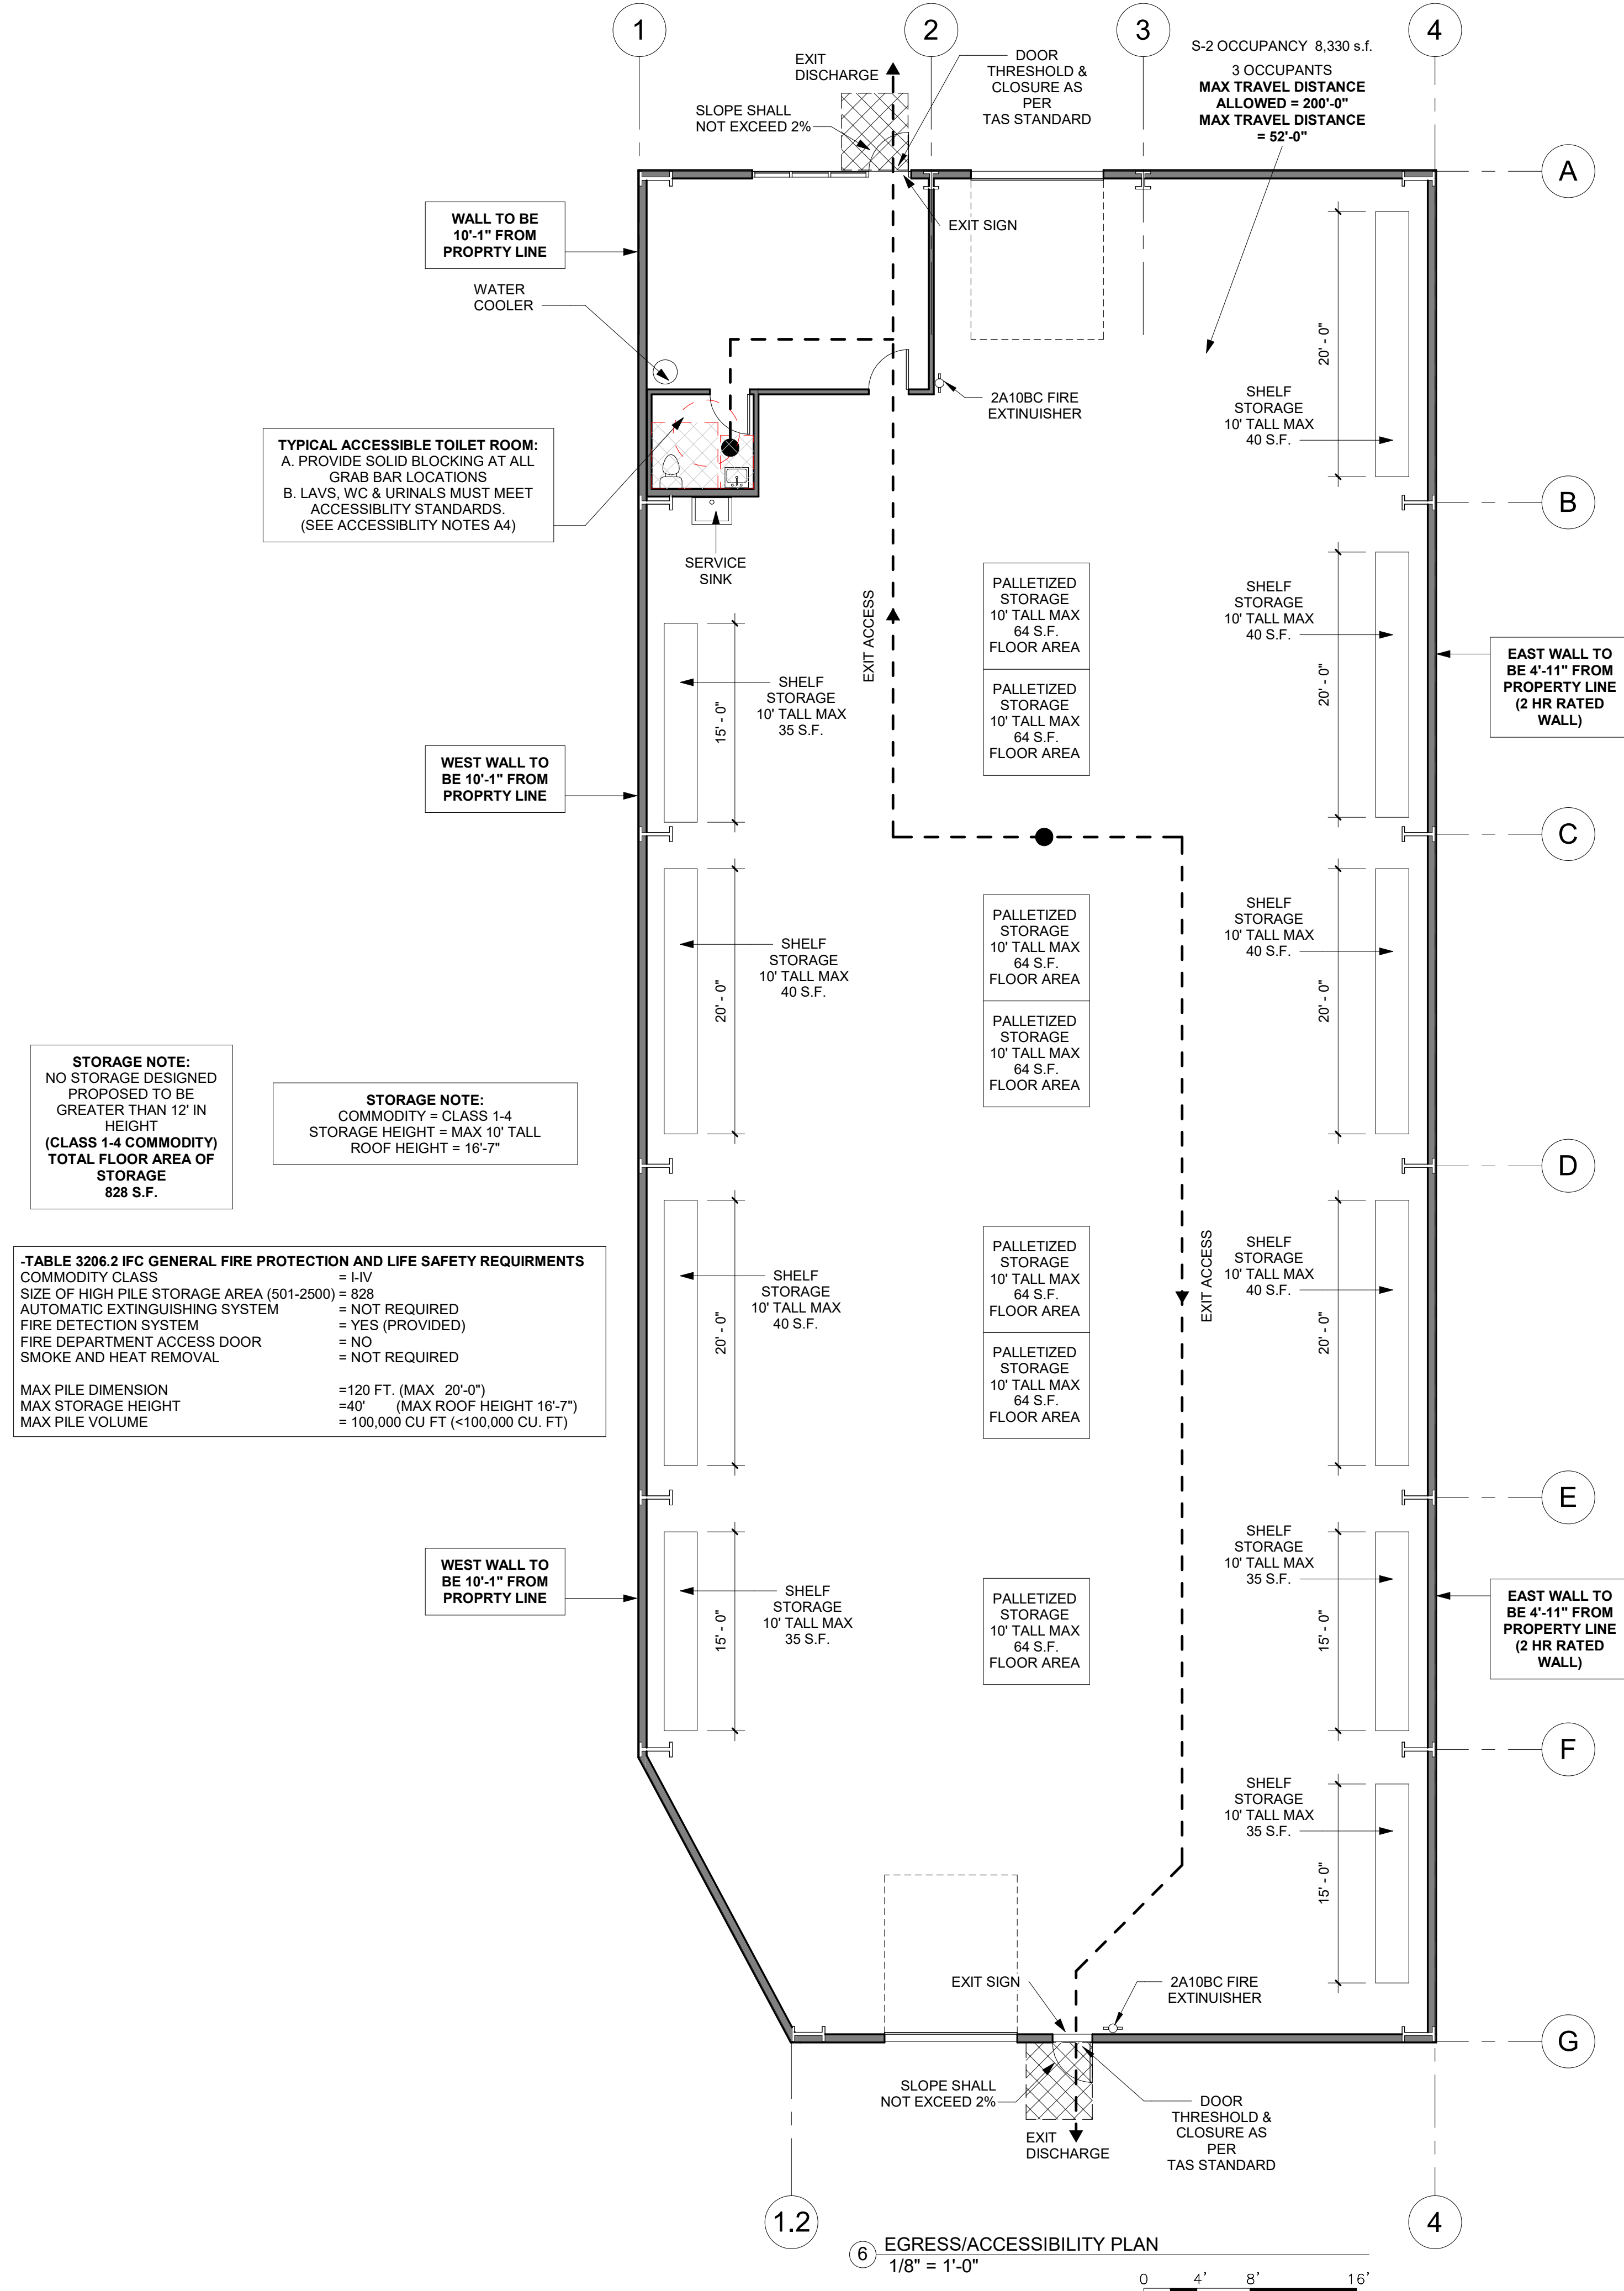 1
2
3
4
S-2 OCCUPANCY 8,330 s.f.
3 OCCUPANTS
MAX TRAVEL DISTANCE
ALLOWED = 200'-0"
MAX TRAVEL DISTANCE
= 52'-0"
EXIT
DISCHARGE
DOOR
THRESHOLD &
CLOSURE AS
PER
TAS STANDARD
SLOPE SHALL
NOT EXCEED 2%
A
WALL TO BE
10'-1" FROM
PROPRTY LINE
EXIT SIGN
WATER
COOLER
20' - 0"
2A10BC FIRE
EXTINUISHER
SHELF
STORAGE
10' TALL MAX
40 S.F.
TYPICAL ACCESSIBLE TOILET ROOM:
A. PROVIDE SOLID BLOCKING AT ALL
GRAB BAR LOCATIONS
B. LAVS, WC & URINALS MUST MEET
ACCESSIBLITY STANDARDS.
(SEE ACCESSIBLITY NOTES A4)
B
SERVICE
SINK
EXIT ACCESS
PALLETIZED
STORAGE
10' TALL MAX
64 S.F.
FLOOR AREA
SHELF
STORAGE
10' TALL MAX
40 S.F.
20' - 0"
EAST WALL TO
BE 4'-11" FROM
PROPERTY LINE
(2 HR RATED
WALL)
SHELF
STORAGE
10' TALL MAX
35 S.F.
15' - 0"
PALLETIZED
STORAGE
10' TALL MAX
64 S.F.
FLOOR AREA
WEST WALL TO
BE 10'-1" FROM
PROPRTY LINE
C
SHELF
STORAGE
10' TALL MAX
40 S.F.
20' - 0"
PALLETIZED
STORAGE
10' TALL MAX
64 S.F.
FLOOR AREA
SHELF
STORAGE
10' TALL MAX
40 S.F.
20' - 0"
PALLETIZED
STORAGE
10' TALL MAX
64 S.F.
FLOOR AREA
STORAGE NOTE:
NO STORAGE DESIGNED
PROPOSED TO BE
GREATER THAN 12' IN
HEIGHT
(CLASS 1-4 COMMODITY)
TOTAL FLOOR AREA OF
STORAGE
828 S.F.
STORAGE NOTE:
COMMODITY = CLASS 1-4
STORAGE HEIGHT = MAX 10' TALL
ROOF HEIGHT = 16'-7"
D
-TABLE 3206.2 IFC GENERAL FIRE PROTECTION AND LIFE SAFETY REQUIRMENTS
COMMODITY CLASS = I-IV
SIZE OF HIGH PILE STORAGE AREA (501-2500) = 828
AUTOMATIC EXTINGUISHING SYSTEM = NOT REQUIRED
FIRE DETECTION SYSTEM = YES (PROVIDED)
FIRE DEPARTMENT ACCESS DOOR = NO
SMOKE AND HEAT REMOVAL = NOT REQUIRED
MAX PILE DIMENSION =120 FT. (MAX 20'-0")
MAX STORAGE HEIGHT =40' (MAX ROOF HEIGHT 16'-7")
MAX PILE VOLUME = 100,000 CU FT (<100,000 CU. FT)
SHELF
STORAGE
10' TALL MAX
40 S.F.
20' - 0"
PALLETIZED
STORAGE
10' TALL MAX
64 S.F.
FLOOR AREA
EXIT ACCESS
SHELF
STORAGE
10' TALL MAX
40 S.F.
20' - 0"
PALLETIZED
STORAGE
10' TALL MAX
64 S.F.
FLOOR AREA
E
WEST WALL TO
BE 10'-1" FROM
PROPRTY LINE
SHELF
STORAGE
10' TALL MAX
35 S.F.
15' - 0"
PALLETIZED
STORAGE
10' TALL MAX
64 S.F.
FLOOR AREA
SHELF
STORAGE
10' TALL MAX
35 S.F.
15' - 0"
EAST WALL TO
BE 4'-11" FROM
PROPERTY LINE
(2 HR RATED
WALL)
F
SHELF
STORAGE
10' TALL MAX
35 S.F.
15' - 0"
EXIT SIGN
2A10BC FIRE
EXTINUISHER
G
SLOPE SHALL
NOT EXCEED 2%
DOOR
THRESHOLD &
CLOSURE AS
PER
TAS STANDARD
EXIT
DISCHARGE
1.2
4
6
EGRESS/ACCESSIBILITY PLAN
1/8" = 1'-0"
0 4' 8' 16'